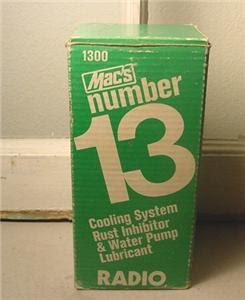 1300
Mac's
number
13
Cooling System
Rust Inhibitor
& Water Pump
Lubricant
RADIO